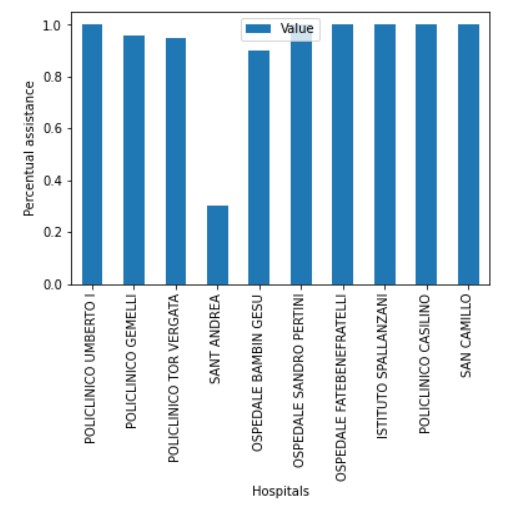 Value
Percentual assistance
1.0
0.8
0.6
0.4
0.2
0.0
POLICLINICO UMBERTO I
POLICLINICO GEMELLI
POLICLINICO TOR VERGATA
SANT ANDREA
OSPEDALE BAMBIN GESU
OSPEDALE SANDRO PERTINI
OSPEDALE FATEBENEFRATELLI
ISTITUTO SPALLANZANI
POLICLINICO CASILINO
SAN CAMILLO
Hospitals